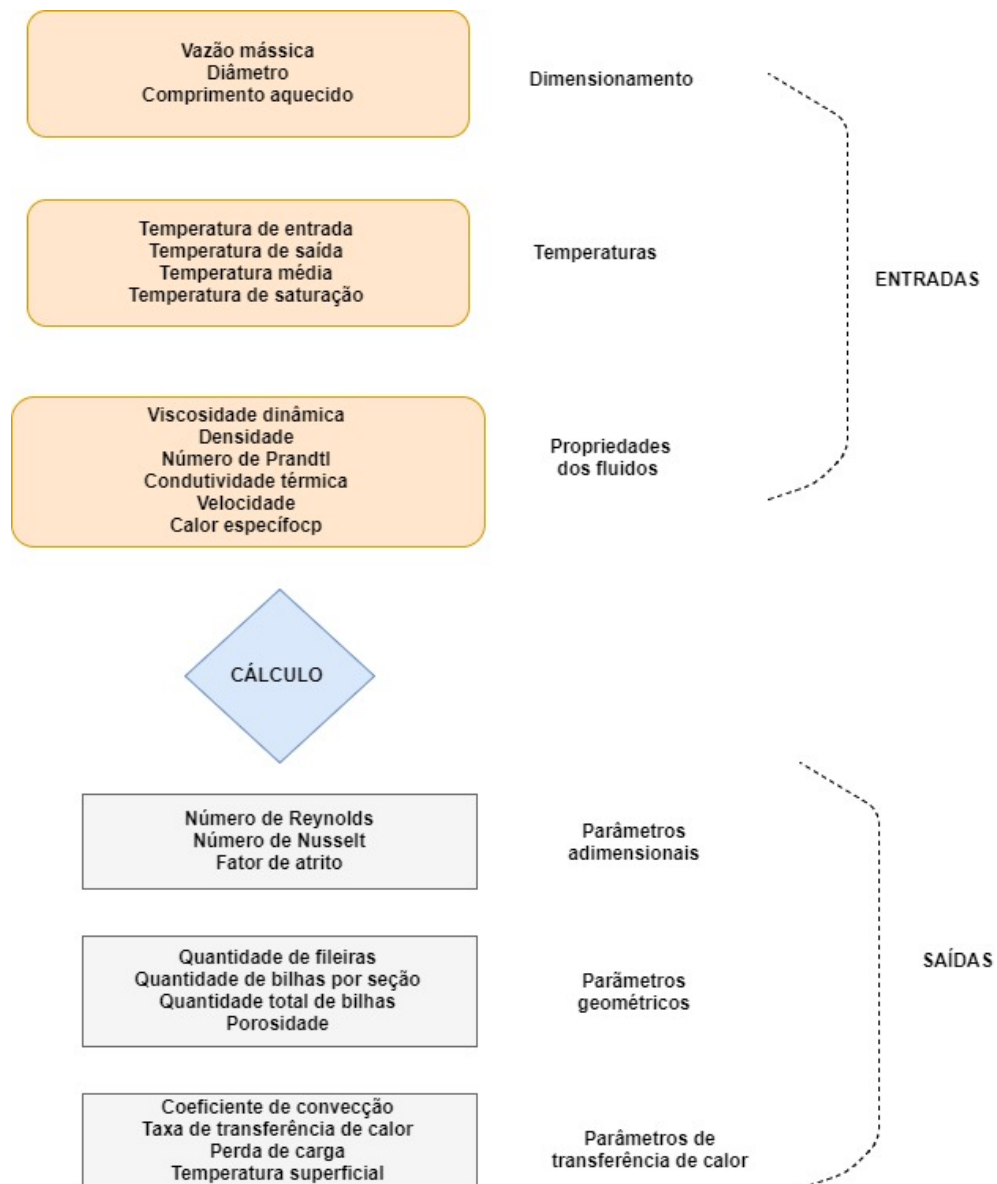 Vazão mássica
Diâmetro
Comprimento aquecido
Dimensionamento
Temperatura de entrada
Temperatura de saída
Temperatura média
Temperatura de saturação
Temperaturas
ENTRADAS
Viscosidade dinâmica
Densidade
Número de Prandtl
Condutividade térmica
Velocidade
Calor específocp
Propriedades
dos fluidos
CÁLCULO
Número de Reynolds
Número de Nusselt
Fator de atrito
Parâmetros
adimensionais
Quantidade de fileiras
Quantidade de bilhas por seção
Quantidade total de bilhas
Porosidade
Parãmetros
geométricos
SAÍDAS
Coeficiente de convecção
Taxa de transferência de calor
Perda de carga
Temperatura superficial
Parâmetros de
transferência de calor